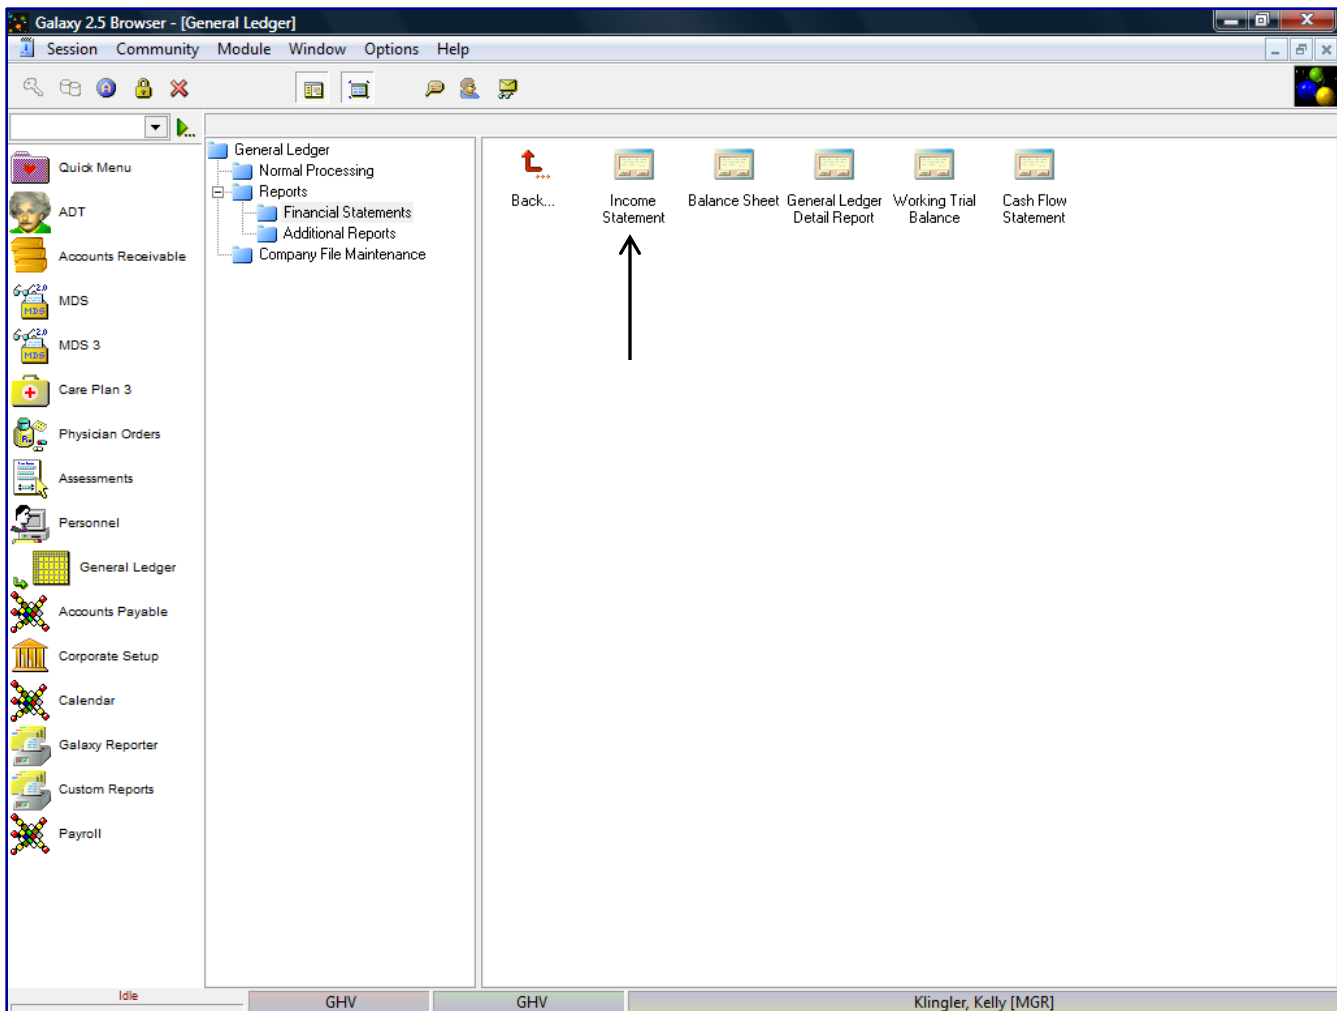 Galaxy 2.5 Browser - [General Ledger]
Session Community Module Window Options Help
Quick Menu
ADT
Accounts Receivable
MDS
MDS 3
Care Plan 3
Physician Orders
Assessments
Personnel
General Ledger
Accounts Payable
Corporate Setup
Calendar
Galaxy Reporter
Custom Reports
Payroll
General Ledger
Normal Processing
Reports
Financial Statements
Additional Reports
Company File Maintenance
Back...
Income
Statement
Balance Sheet
General Ledger
Detail Report
Working Trial
Balance
Cash Flow
Statement
Idle
GHV
GHV
Klingler, Kelly [MGR]